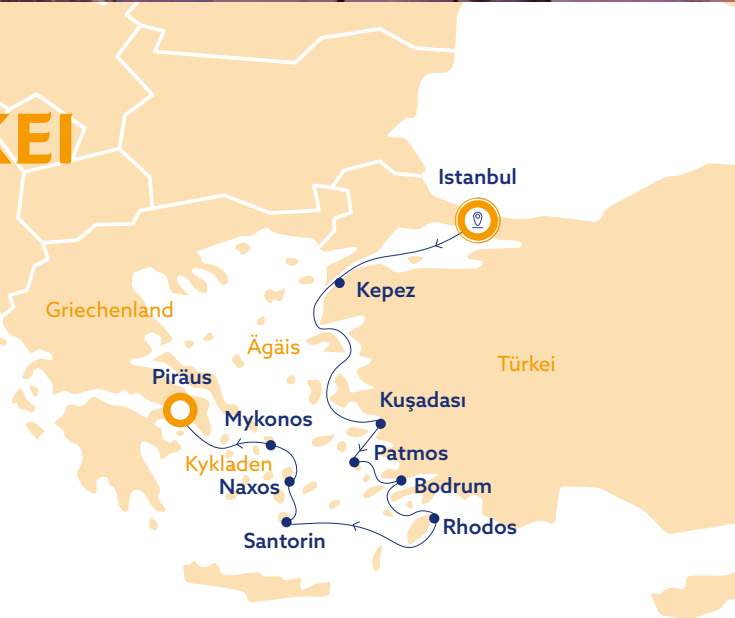 KEI
Istanbul
Kepez
Griechenland
Ägäis
Türkei
Piräus
Kuşadası
Mykonos
Patmos
Kykladen
Naxos
Bodrum
Rhodos
Santorin